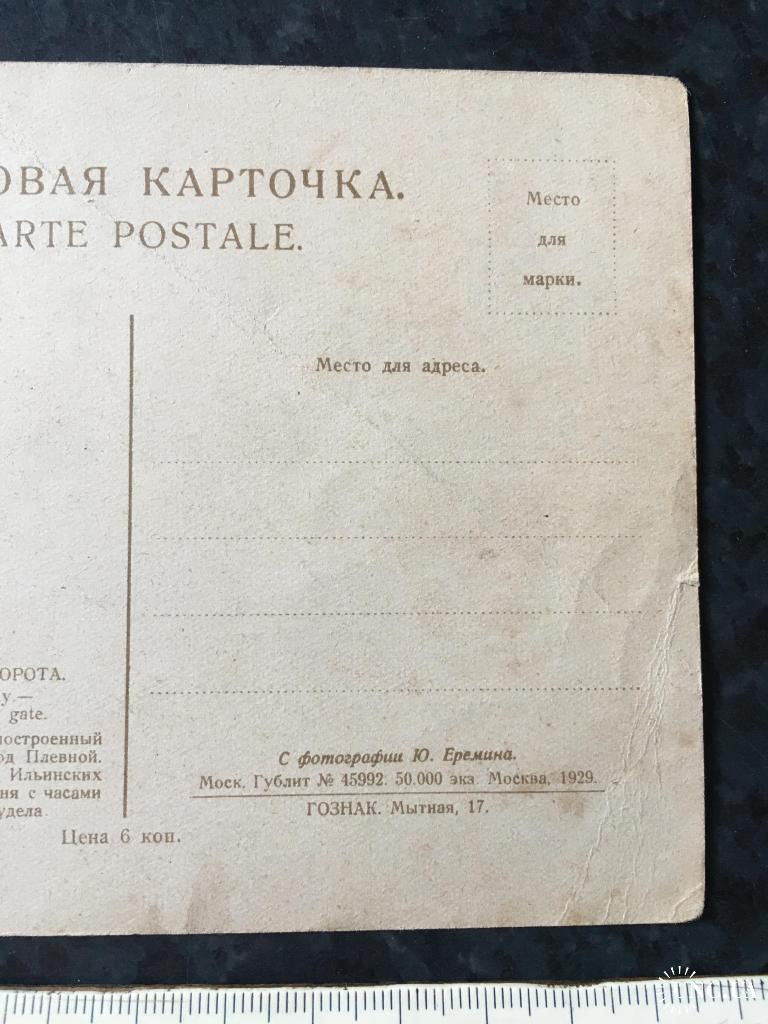 ОВАЯ КАРТОЧКА.
ARTE POSTALE.
Место
для
марки.
Место для адреса.
ОРОТА.
у.—
gate.
построенный
од Плевной.
Ильинских
ня с часами
удела
Цена 6 коп.
С фотографии Ю. Еремина.
Моск. Гублит № 45992. 50.000 экз. Москва, 1929.
ГОЗНАК. Мытная, 17.